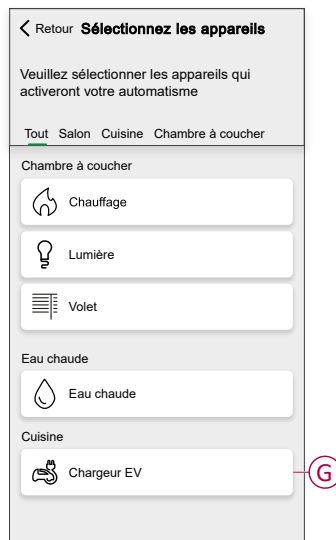 Retour Sélectionnez les appareils
Veuillez sélectionner les appareils qui
activeront votre automatisme
Tout Salon Cuisine Chambre à coucher
Chambre à coucher
Chauffage
Lumière
Volet
Eau chaude
Eau chaude
Cuisine
Chargeur EV
G